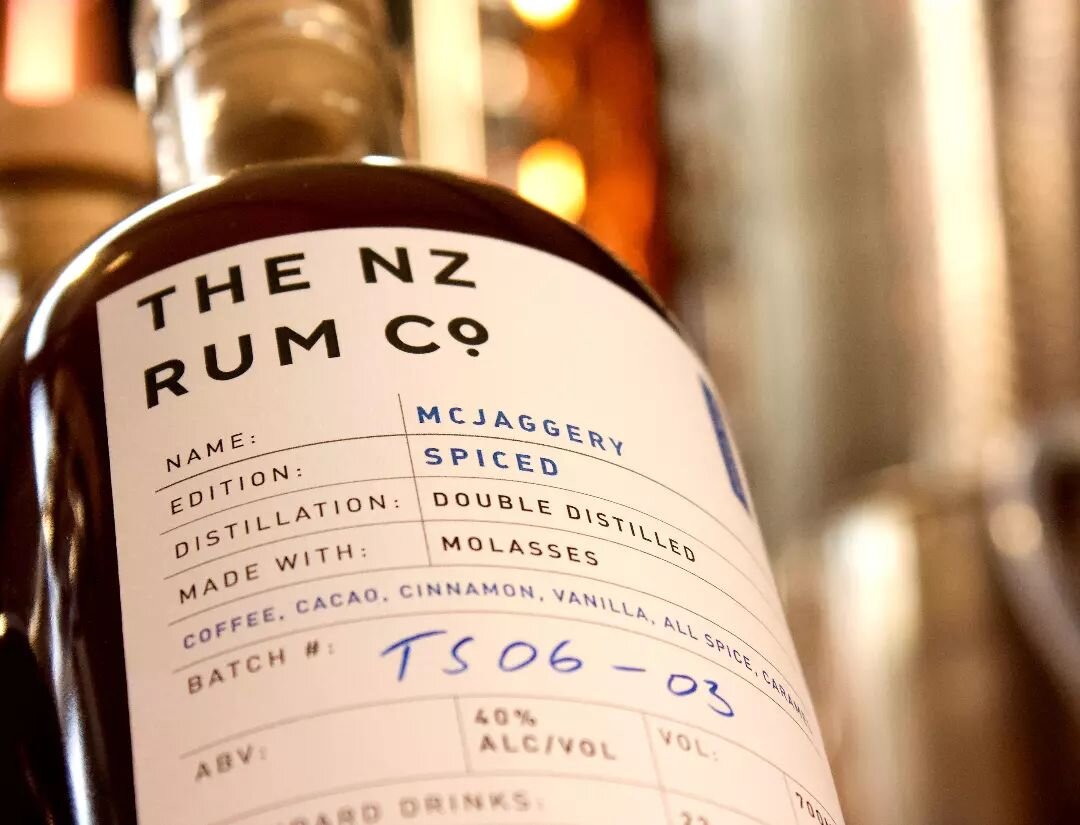 THE NZ
RUM Co
NAME: MCJAGGERY
EDITION: SPICED
DISTILLATION: DOUBLE DISTILLED
MADE WITH: MOLASSES
COFFEE, CACAO, CINNAMON, VANILLA, ALL SPICE,
BATCH #: TS06-03
ABV: 40% ALC/VOL VOL:
DRINKS: